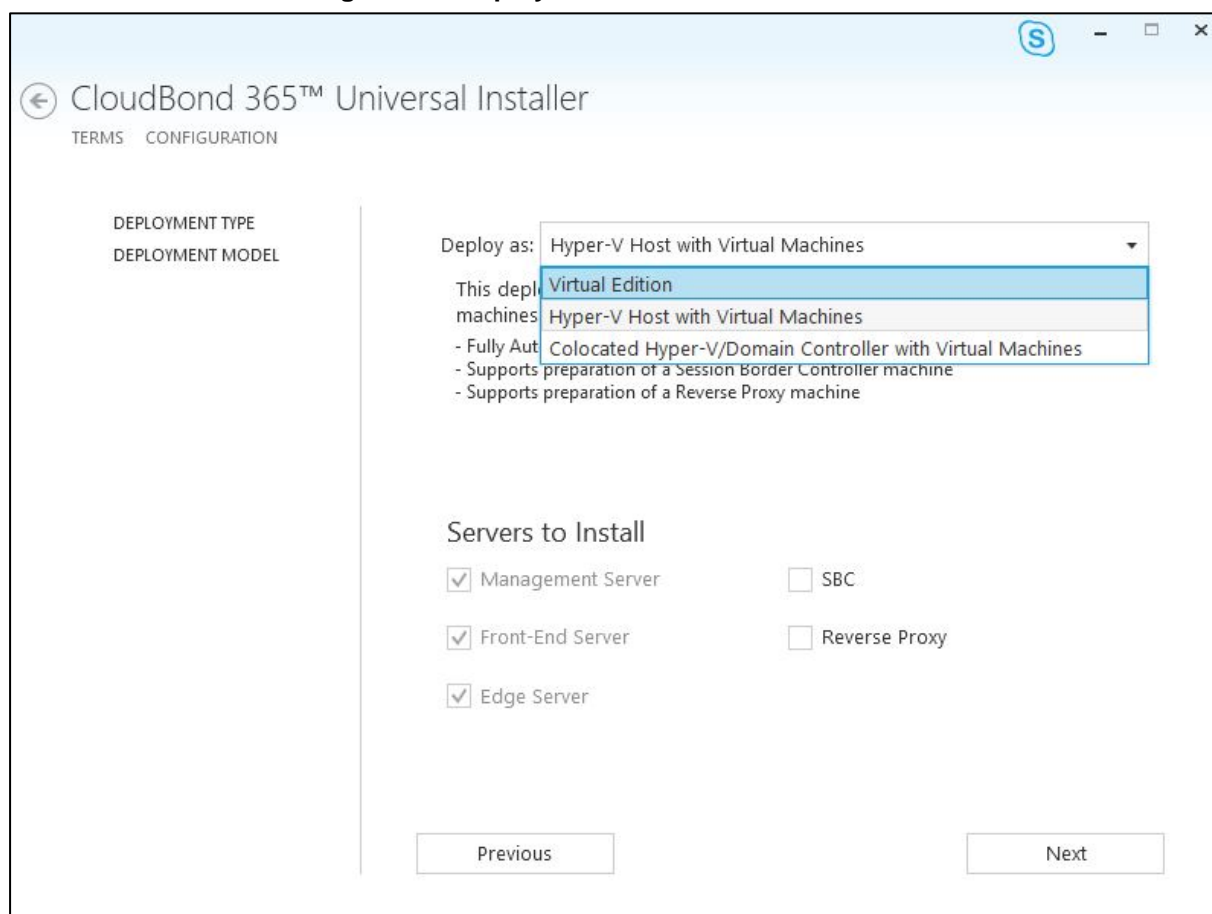 S
CloudBond 365™ Universal Installer
TERMS CONFIGURATION
DEPLOYMENT TYPE
DEPLOYMENT MODEL
Deploy as: Hyper-V Host with Virtual Machines
Virtual Edition
Hyper-V Host with Virtual Machines
Colocated Hyper-V/Domain Controller with Virtual Machines
This
machines
- Fully
- Supports preparation of a Session Border Controller machine
- Supports preparation of a Reverse Proxy machine
Servers to Install
Management Server
SBC
Front-End Server
Reverse Proxy
Edge Server
Previous
Next